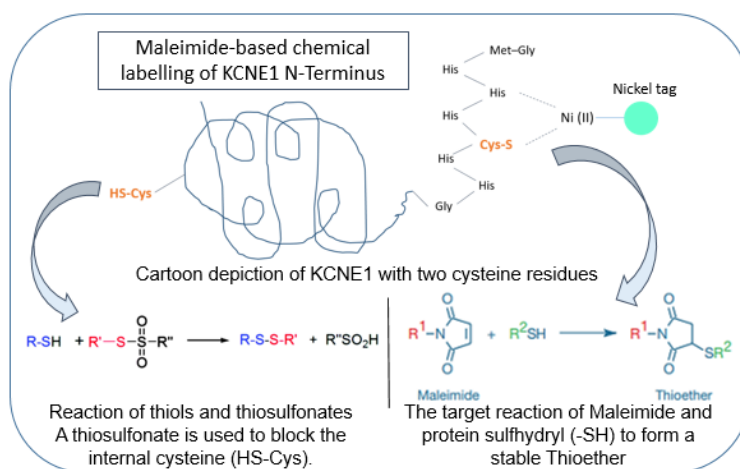 Maleimide-based chemical
labelling of KCNE1 N-Terminus
Met–Gly
His
His
His
Cys-S
His
His
Gly
Ni (II)
Nickel tag
HS-Cys
Cartoon depiction of KCNE1 with two cysteine residues
R-SH + R'–S–S–R" O O → R-S-S-R' + R"SO2H
R1–N O O I + R2SH → R1–N O O SR2
Maleimide
Thioether
Reaction of thiols and thiosulfonates
A thiosulfonate is used to block the
internal cysteine (HS-Cys).
The target reaction of Maleimide and
protein sulfhydryl (-SH) to form a
stable Thioether